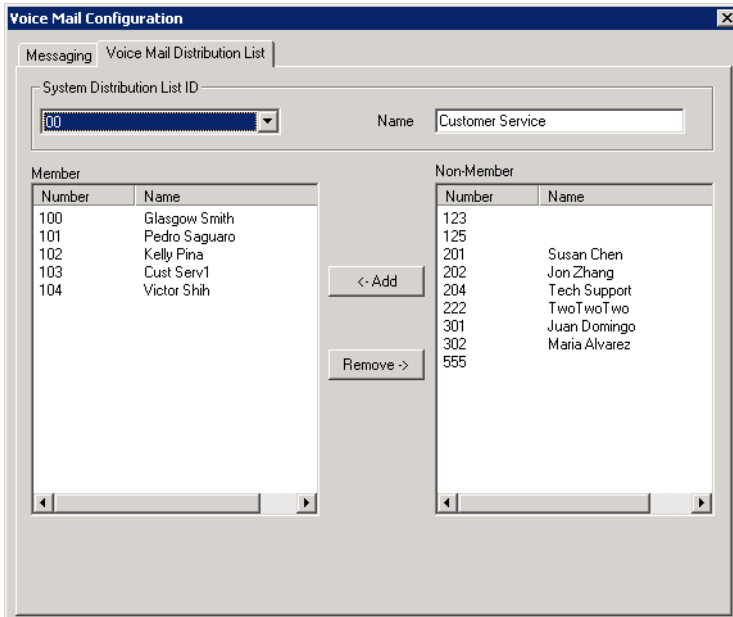 Voice Mail Configuration
Messaging Voice Mail Distribution List
System Distribution List ID
00 Name Customer Service
Member
Number Name
100 Glasgow Smith
101 Pedro Saguaro
102 Kelly Pina
103 Cust Serv1
104 Victor Shih
<- Add
Remove ->
Non-Member
Number Name
123
125
201 Susan Chen
202 Jon Zhang
204 Tech Support
222 TwoTwoTwo
301 Juan Domingo
302 Maria Alvarez
555